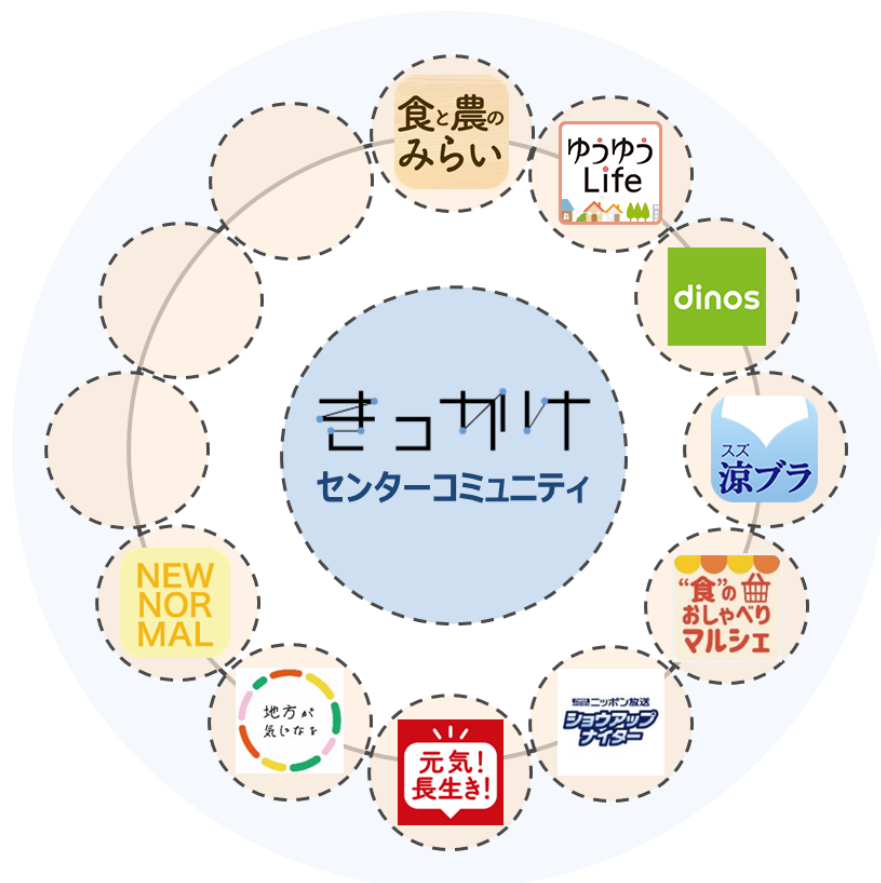 食と農の
みらい
ゆうゆう
Life
dinos
スズ
涼ブラ
"食"の
おしゃべり
マルシェ
ニッポン放送
ショウアップ
ナイター
元気!
長生き!
地方が
気になる
NEW
NOR
MAL
きっかけ
センターコミュニティ